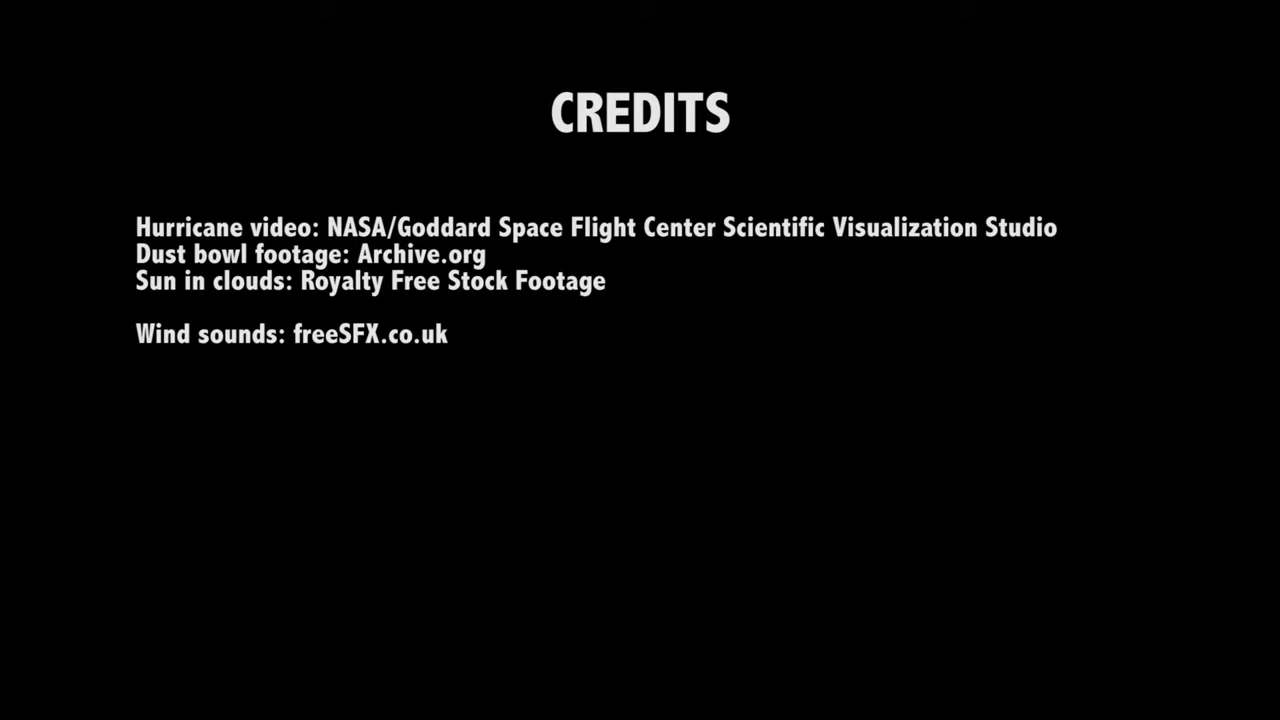 CREDITS
Hurricane video: NASA/Goddard Space Flight Center Scientific Visualization Studio
Dust bowl footage: Archive.org
Sun in clouds: Royalty Free Stock Footage
Wind sounds: freeSFX.co.uk